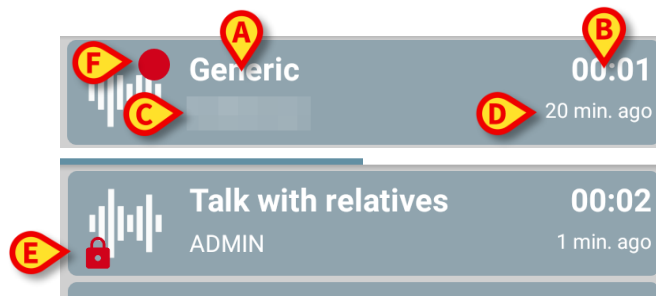 A
B
F
Generic
00:01
C
D
20 min. ago
Talk with relatives
00:02
E
ADMIN
1 min. ago